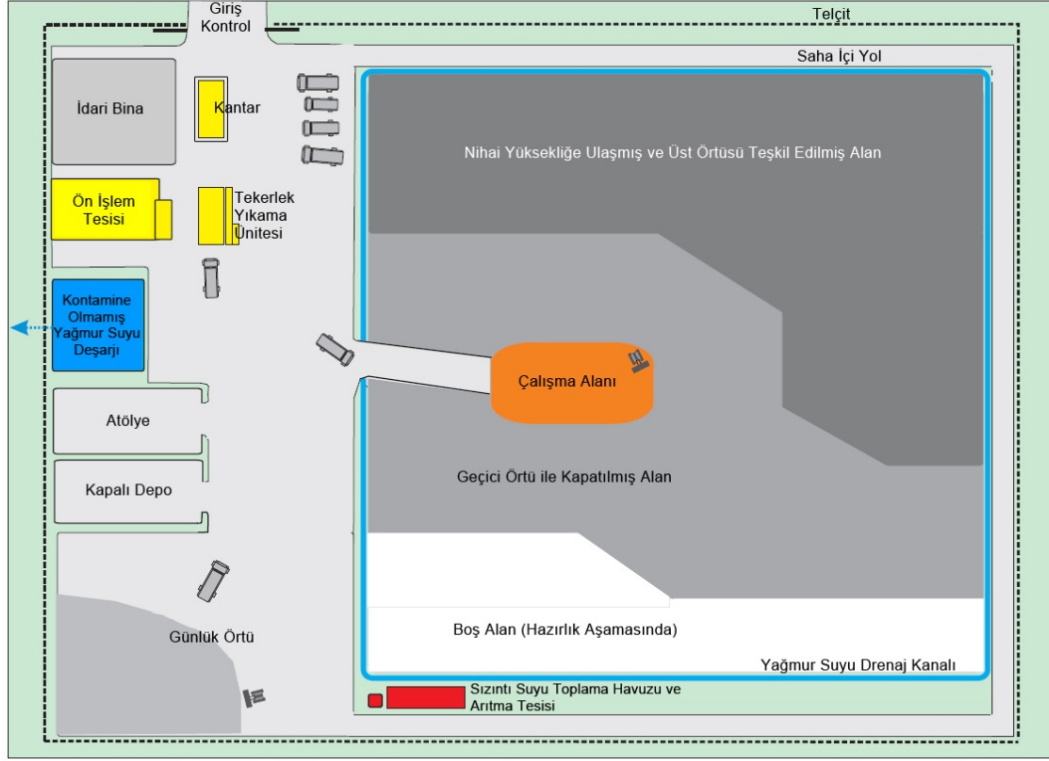 Giriş
Kontrol
Telçit
Saha İçi Yol
İdari Bina
Kantar
Nihai Yüksekliğe Ulaşmış ve Üst Örtüsü Teşkil Edilmiş Alan
Ön İşlem
Tesisi
Tekerlek
Yıkama
Ünitesi
Kontamine
Olmamış
Yağmur Suyu
Deşarjı
Çalışma Alanı
Atölye
Geçici Örtü ile Kapatılmış Alan
Kapalı Depo
Günlük Örtü
Boş Alan (Hazırlık Aşamasında)
Yağmur Suyu Drenaj Kanalı
Sızıntı Suyu Toplama Havuzu ve
Arıtma Tesisi